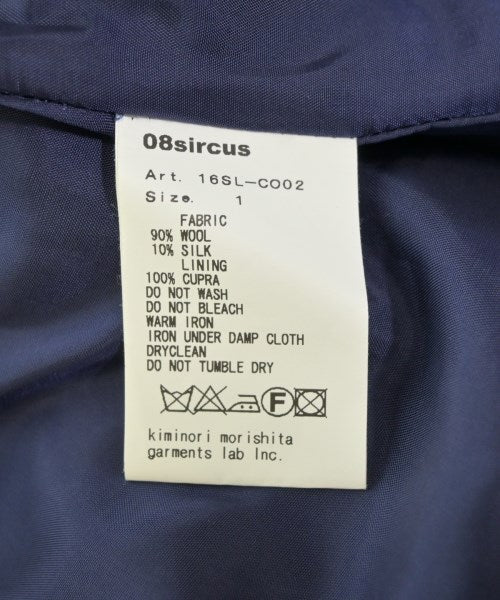 08sircus
Art. 16SL-CO02
Size. 1
FABRIC
90% WOOL
10% SILK
LINING
100% CUPRA
DO NOT WASH
DO NOT BLEACH
WARM IRON
IRON UNDER DAMP CLOTH
DRYCLEAN
DO NOT TUMBLE DRY
F
kiminori morishita
garments lab Inc.